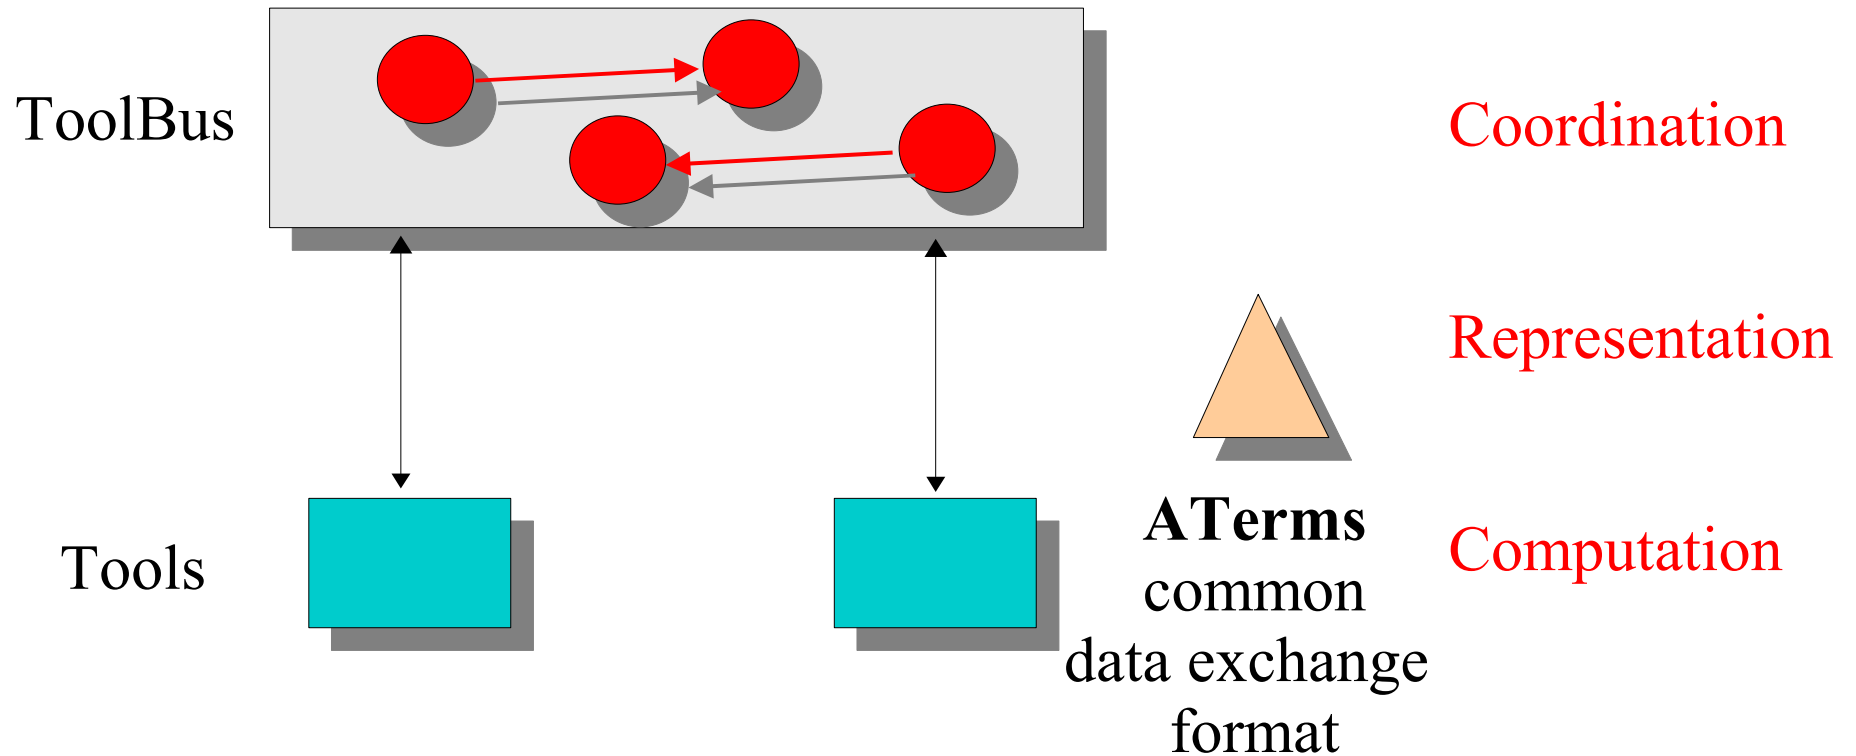 ToolBus
Coordination
Representation
Tools
ATerms
common
data exchange
format
Computation